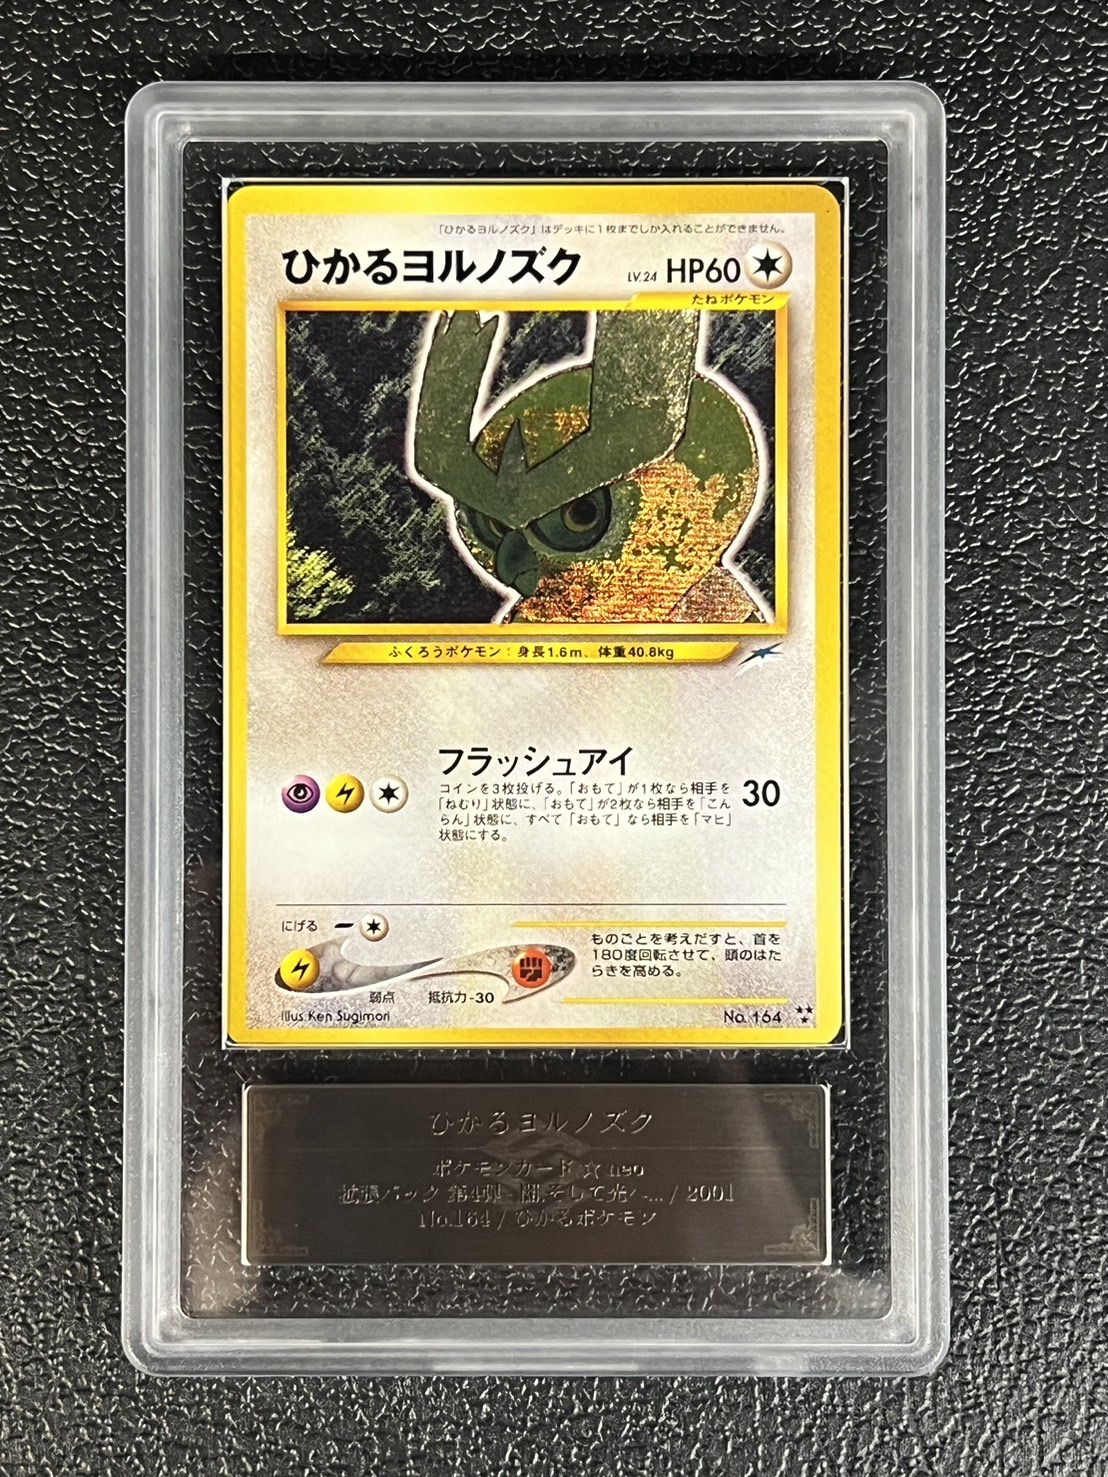 「ひかるヨルノズク」はデッキに1枚までしか入れることができません。
ひかるヨルノズク LV.24 HP60
たねポケモン
ふくろうポケモン：身長1.6m、体重40.8kg
フラッシュアイ
コインを3枚投げる。「おもて」が1枚なら相手を
「ねむり」状態に、「おもて」が2枚なら相手を「こん
らん」状態に、すべて「おもて」なら相手を「マヒ」
状態にする。
30
にげる
弱点 抵抗力-30
ものごとを考えだすと、首を
180度回転させて、頭のはた
らきを高める。
Illus. Ken Sugimori
No. 164
ひかるヨルノズク
ポケモンカード☆neo
拡張パック 第4弾 - 闇、そして光へ... / 2001
No.164 / ひかるポケモン